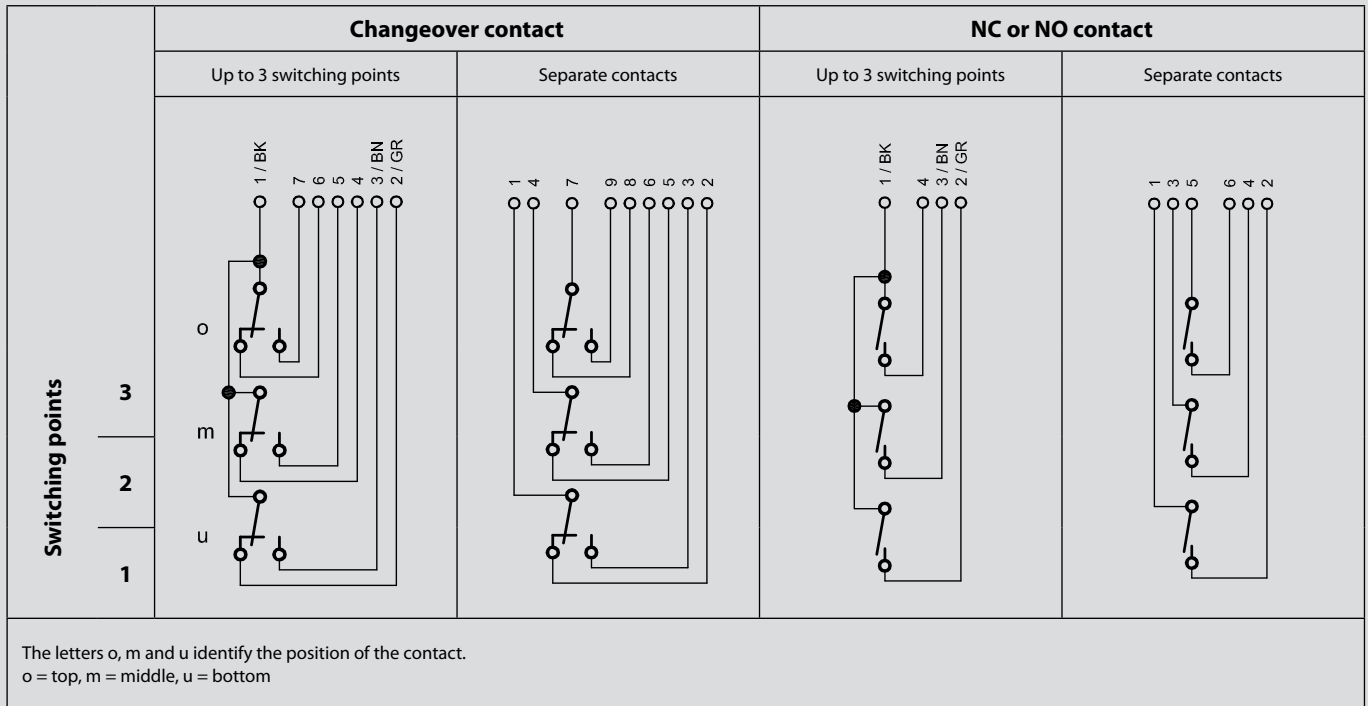 Changeover contact
NC or NO contact
Up to 3 switching points
Separate contacts
Up to 3 switching points
Separate contacts
1 / BK
7
6
5
4
3 / BN
2 / GR
1
4
7
9
8
6
5
3
2
1 / BK
4
3 / BN
2 / GR
1
3
5
6
4
2
Switching points
3
2
1
o
m
u
The letters o, m and u identify the position of the contact.
o = top, m = middle, u = bottom